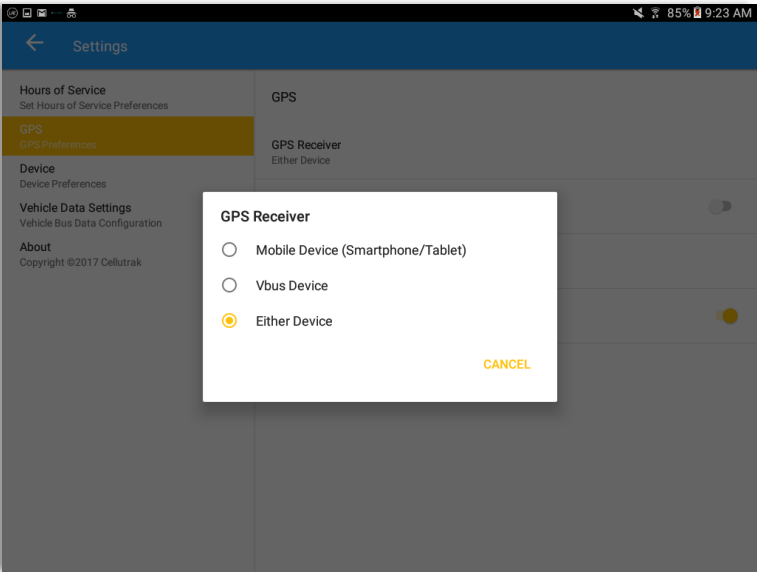 85% 9:23 AM
Settings
Hours of Service
Set Hours of Service Preferences
GPS
GPS Preferences
Device
Device Preferences
Vehicle Data Settings
Vehicle Bus Data Configuration
About
Copyright ©2017 Cellutrak
GPS
GPS Receiver
Either Device
GPS Receiver
Mobile Device (Smartphone/Tablet)
Vbus Device
Either Device
CANCEL